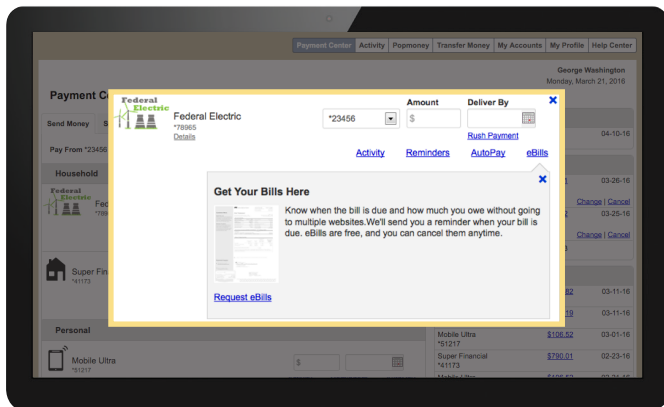 Payment Center Activity Popmoney Transfer Money My Accounts My Profile Help Center
George Washington
Monday, March 21, 2016
Payment C
Send Money S
Pay From *23456
Household
Federal
Electric
Fed
*789
Super Fin
*41173
Personal
Mobile Ultra
*51217
$
Federal
Electric
Federal Electric
*78965
Details
*23456
Amount
$
Deliver By
Rush Payment
Activity Reminders AutoPay eBills
Get Your Bills Here
Know when the bill is due and how much you owe without going
to multiple websites.We'll send you a reminder when your bill is
due. eBills are free, and you can cancel them anytime.
Request eBills
04-10-16
03-26-16
Change | Cancel
03-25-16
Change | Cancel
03-11-16
03-11-16
Mobile Ultra $106.52 03-01-16
*51217
Super Financial $790.01 02-23-16
*41173